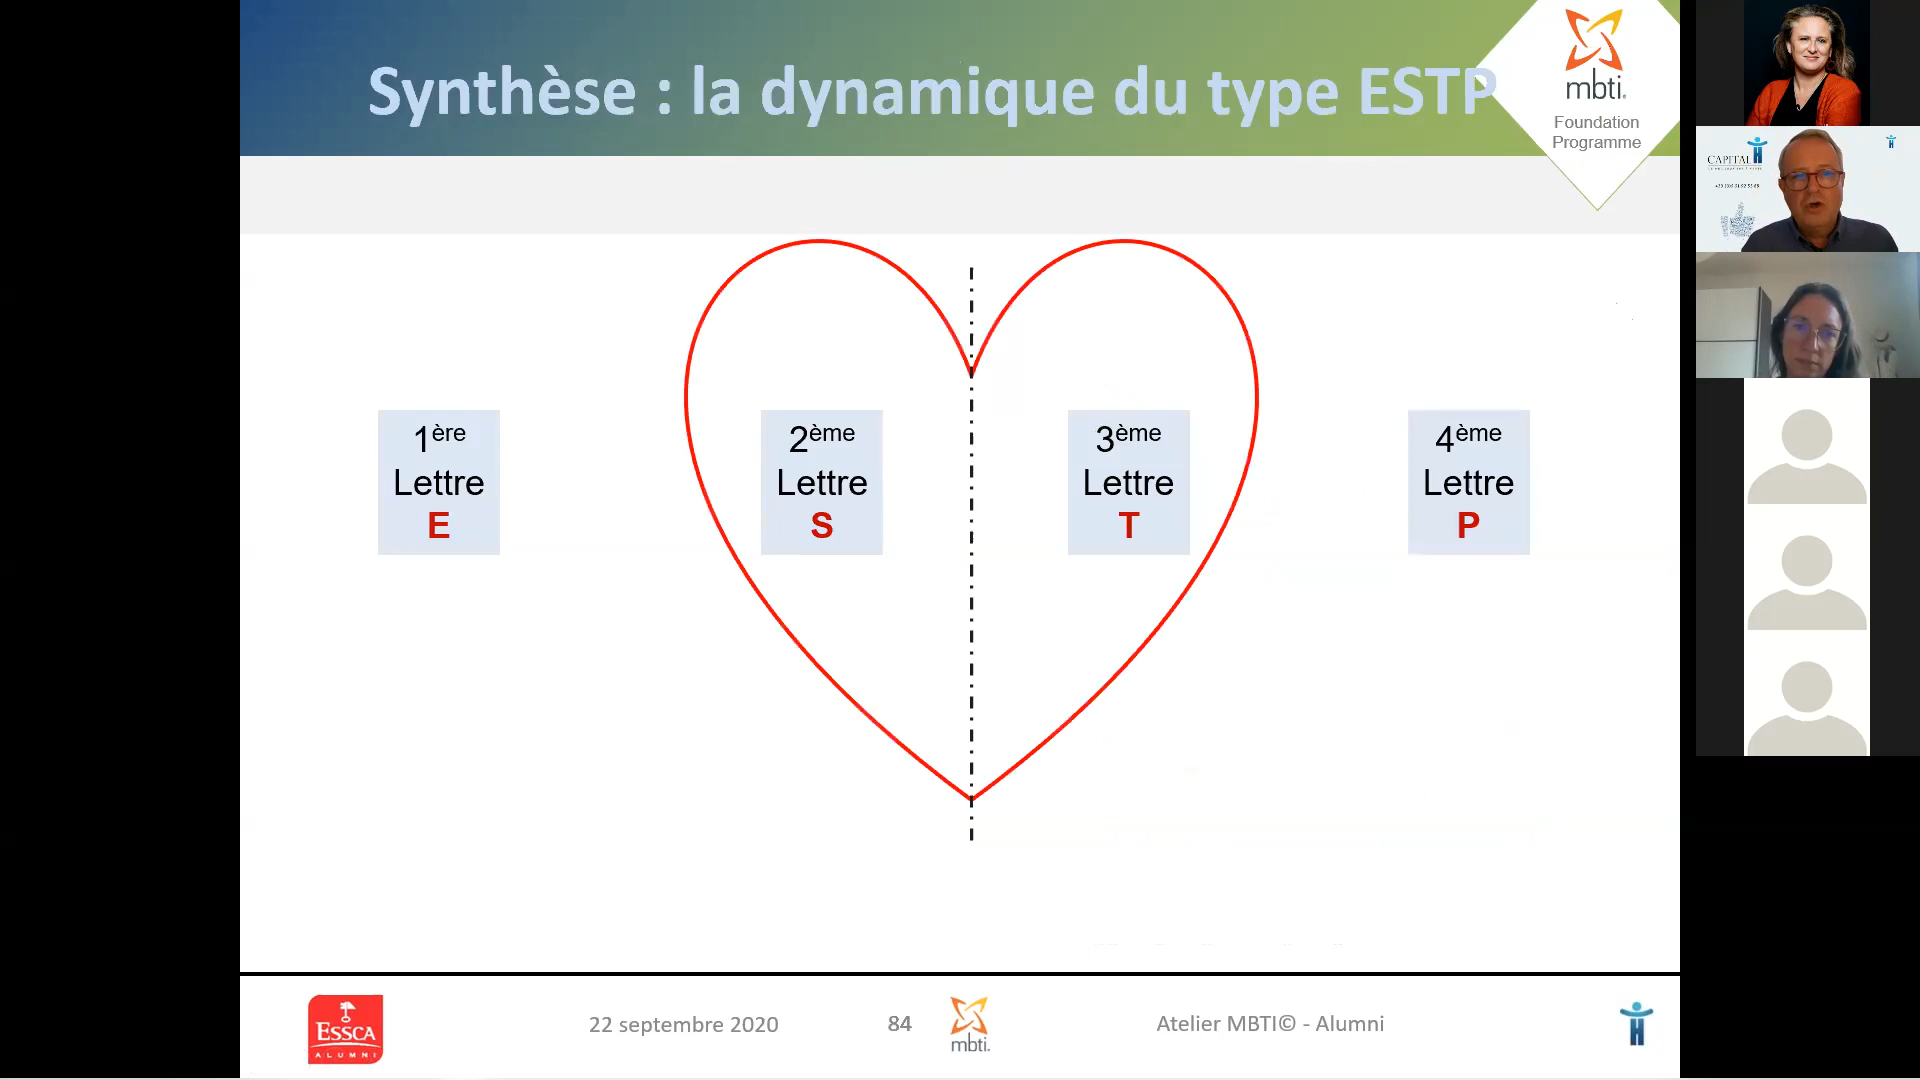 Synthèse : la dynamique du type ESTP
mbti.
Foundation
Programme
1ère
Lettre
E
2ème
Lettre
S
3ème
Lettre
T
4ème
Lettre
P
CAPITAL H
ESSCA
ALUMNI
22 septembre 2020
84
mbti.
Atelier MBTI© - Alumni